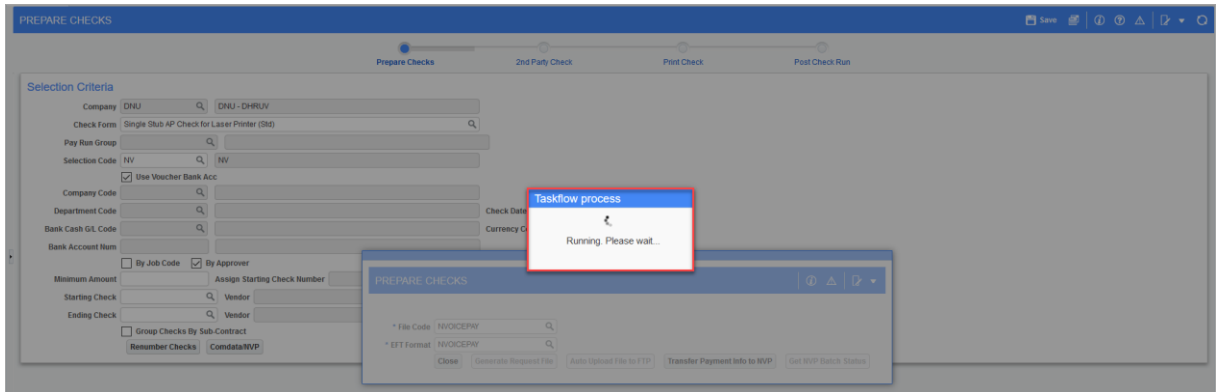 PREPARE CHECKS Save
Prepare Checks 2nd Party Check Print Check Post Check Run
Selection Criteria
Company DNU DNU - DHRUV
Check Form Single Stub AP Check for Laser Printer (Std)
Pay Run Group
Selection Code NV NV
Use Voucher Bank Acc
Company Code
Taskflow process
Department Code Check Date
Bank Cash G/L Code Currency Co
Running. Please wait...
Bank Account Num
By Job Code By Approver
Minimum Amount Assign Starting Check Number
PREPARE CHECKS
Starting Check Vendor
Ending Check Vendor
* File Code NVOICEPAY
Group Checks By Sub-Contract
Renumber Checks Comdata/NVP
* EFT Format NVOICEPAY
Close Generate Request File Auto Upload File to FTP Transfer Payment Info to NVP Get NVP Batch Status